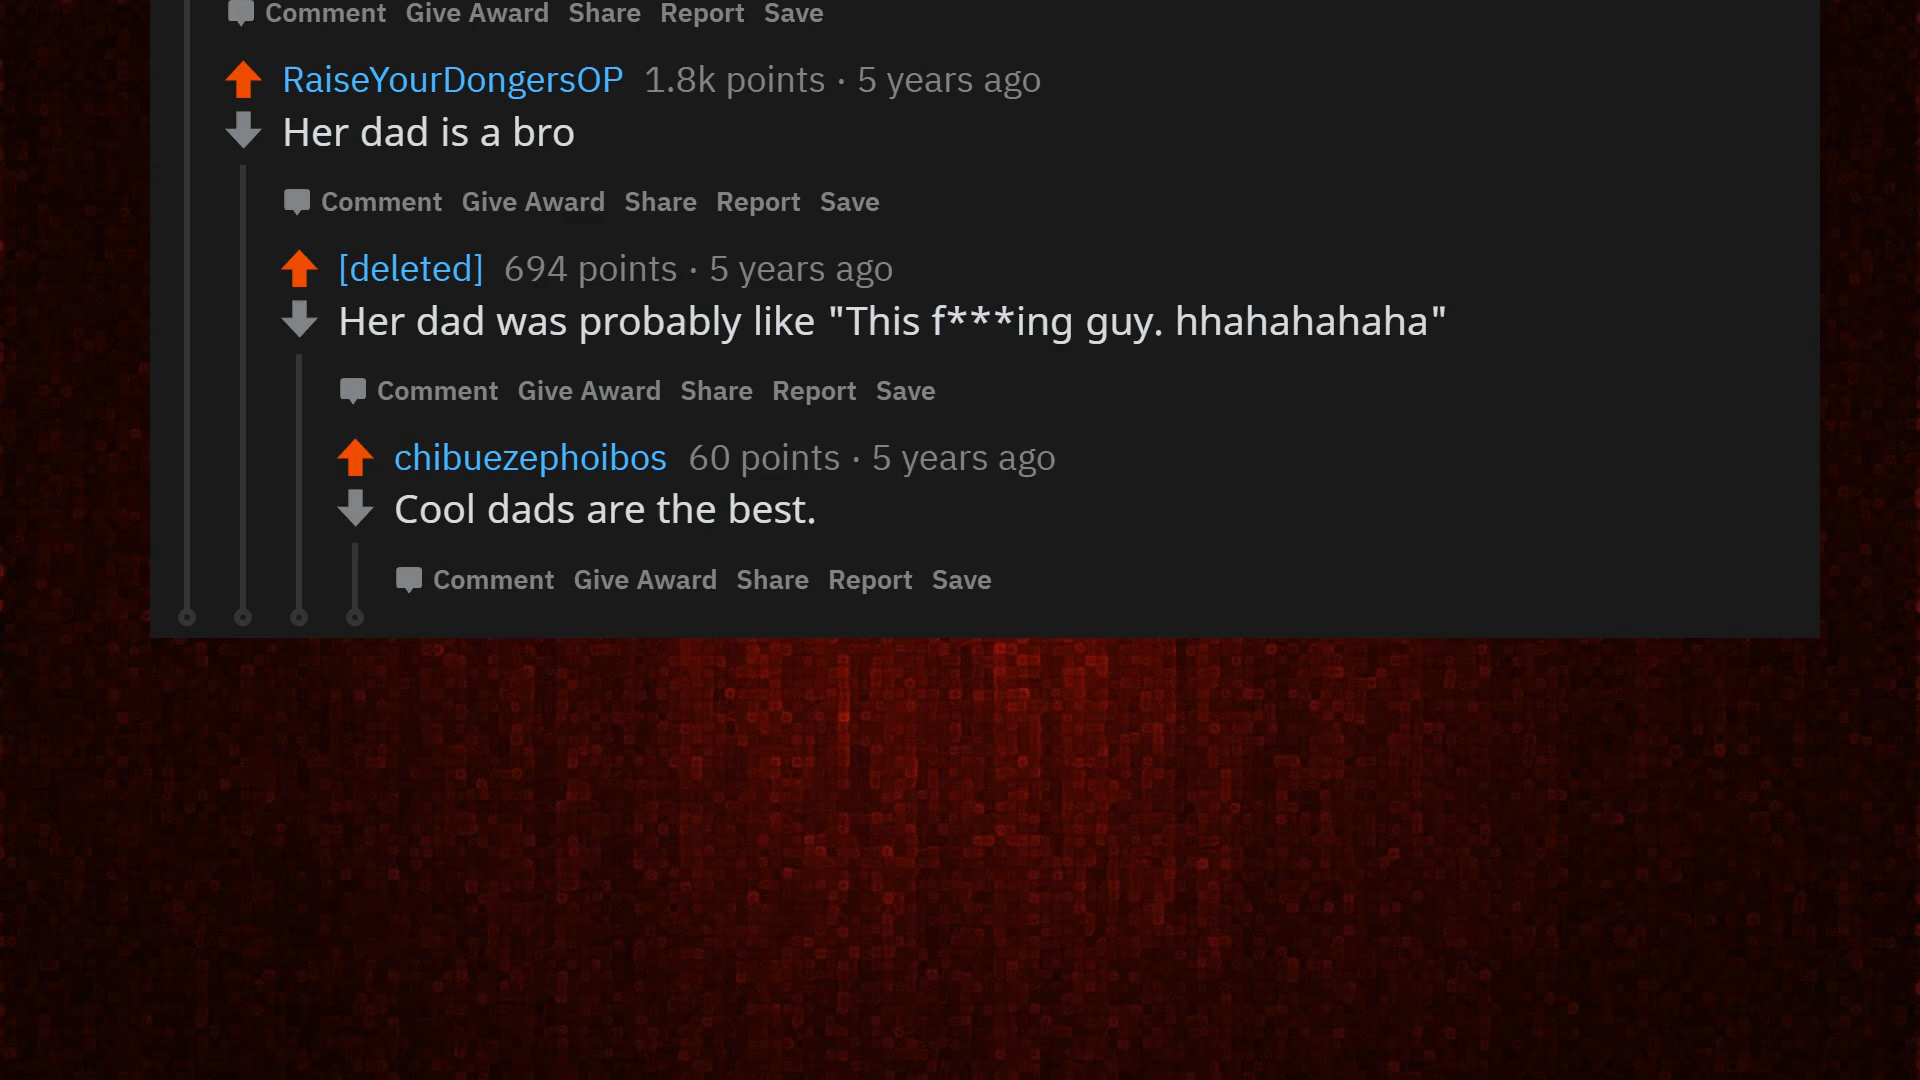 Comment Give Award Share Report Save
RaiseYourDongersOP 1.8k points · 5 years ago
Her dad is a bro
Comment Give Award Share Report Save
[deleted] 694 points · 5 years ago
Her dad was probably like "This f***ing guy. hhahahahaha"
Comment Give Award Share Report Save
chibuezephoibos 60 points · 5 years ago
Cool dads are the best.
Comment Give Award Share Report Save